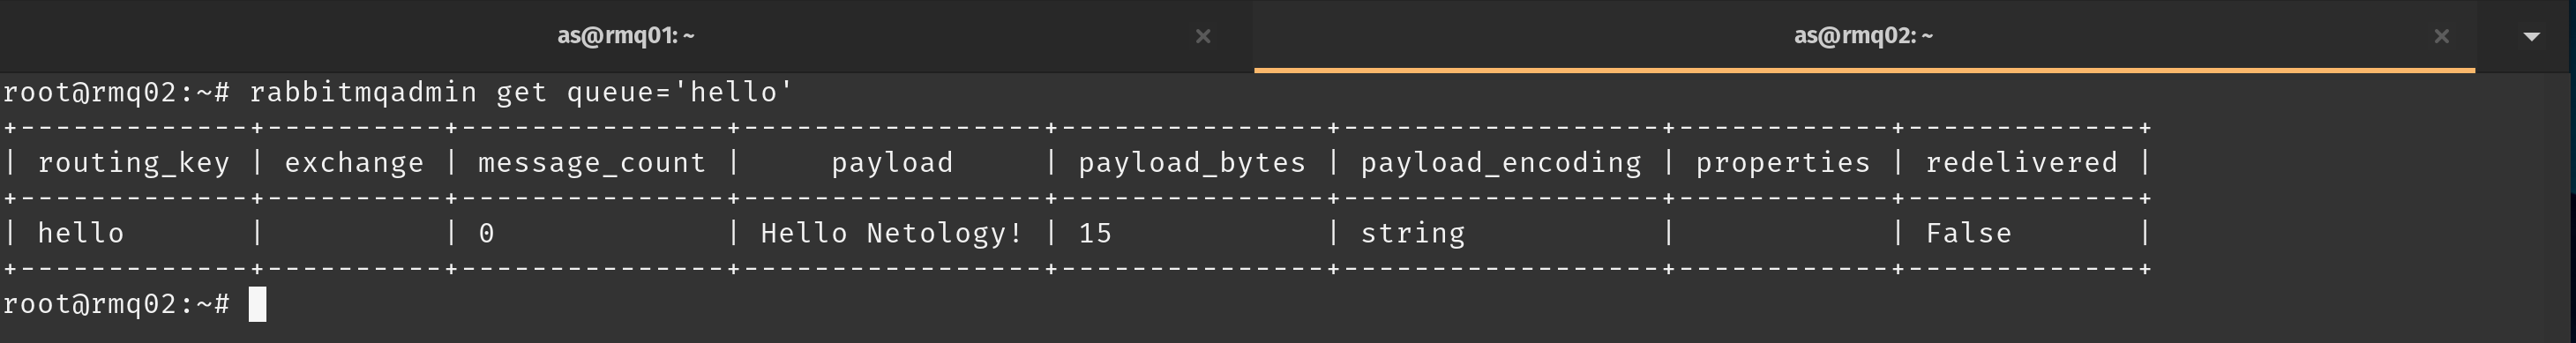 as@rmq01: ~ × as@rmq02: ~ ×
root@rmq02:~# rabbitmqadmin get queue='hello'
+-------------+----------+---------------+-----------------+---------------+------------------+------------+-------------+
| routing_key | exchange | message_count |     payload     | payload_bytes | payload_encoding | properties | redelivered |
+-------------+----------+---------------+-----------------+---------------+------------------+------------+-------------+
| hello       |          | 0             | Hello Netology! | 15            | string           |            | False       |
+-------------+----------+---------------+-----------------+---------------+------------------+------------+-------------+
root@rmq02:~#